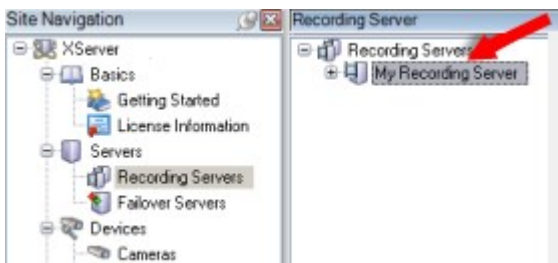 Site Navigation
XServer
Basics
Getting Started
License Information
Servers
Recording Servers
Failover Servers
Devices
Cameras
Recording Server
Recording Servers
My Recording Server